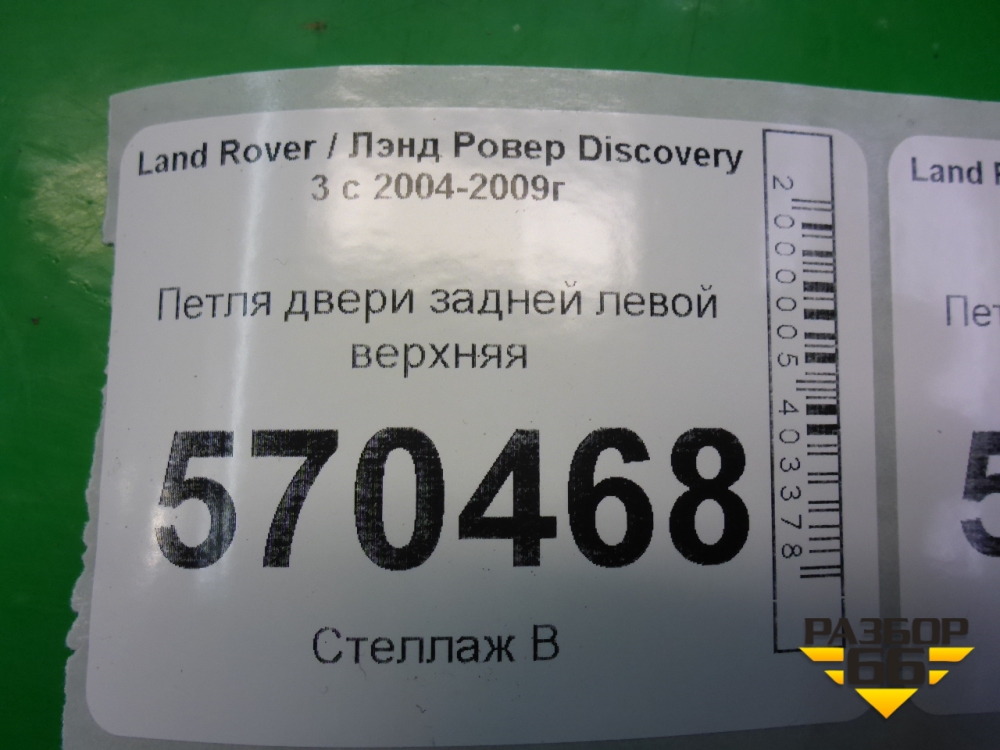 Land Rover / Лэнд Ровер Discovery
3 с 2004-2009г
Петля двери задней левой
верхняя
570468
Стеллаж В
2000005403378
Land
Пет
5
РАЗБОР
66